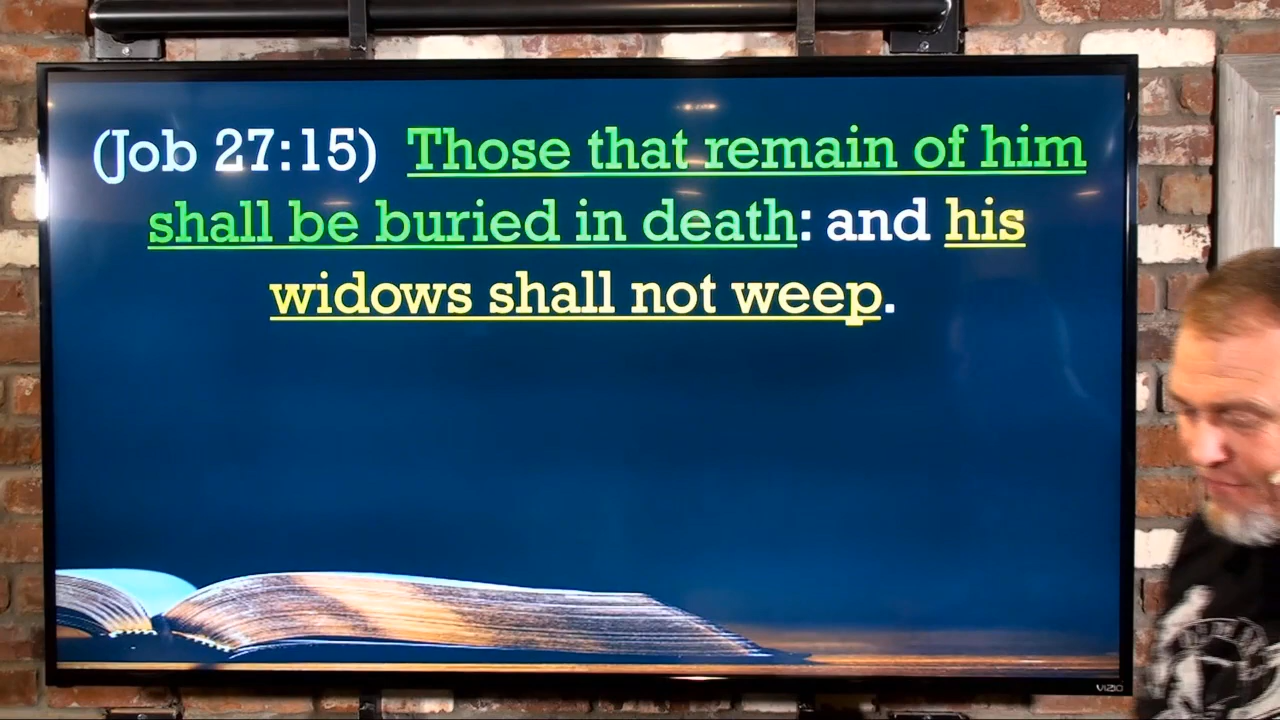 (Job 27:15) Those that remain of him
shall be buried in death: and his
widows shall not weep.
VIZIO